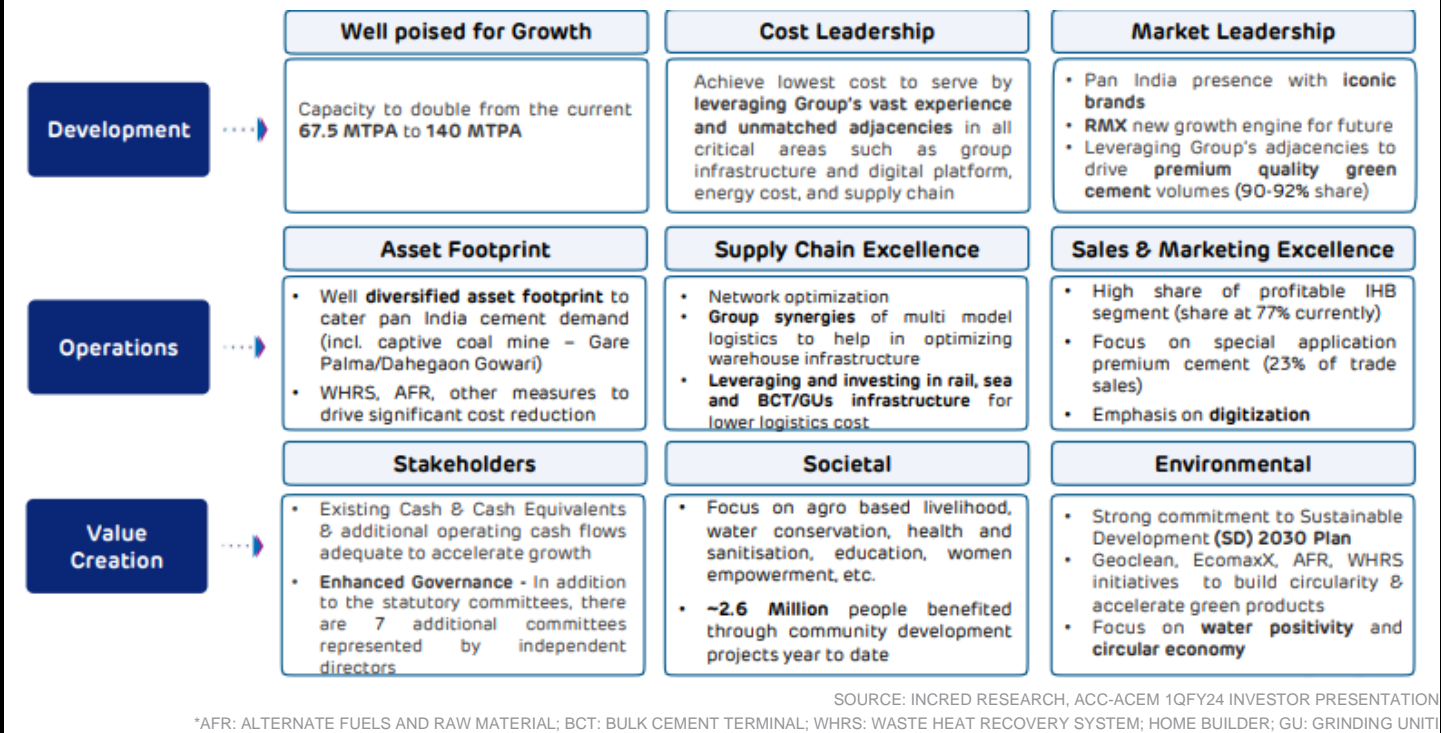 Well poised for Growth
Cost Leadership
Market Leadership
Development
Capacity to double from the current
67.5 MTPA to 140 MTPA
Achieve lowest cost to serve by
leveraging Group's vast experience
and unmatched adjacencies in all
critical areas such as group
infrastructure and digital platform,
energy cost, and supply chain
• Pan India presence with iconic
brands
• RMX new growth engine for future
• Leveraging Group's adjacencies to
drive premium quality green
cement volumes (90-92% share)
Asset Footprint
Supply Chain Excellence
Sales & Marketing Excellence
Operations
• Well diversified asset footprint to
cater pan India cement demand
(incl. captive coal mine – Gare
Palma/Dahegaon Gowari)
• WHRS, AFR, other measures to
drive significant cost reduction
• Network optimization
• Group synergies of multi model
logistics to help in optimizing
warehouse infrastructure
• Leveraging and investing in rail, sea
and BCT/GUs infrastructure for
lower logistics cost
• High share of profitable IHB
segment (share at 77% currently)
• Focus on special application
premium cement (23% of trade
sales)
• Emphasis on digitization
Stakeholders
Societal
Environmental
Value
Creation
• Existing Cash & Cash Equivalents
& additional operating cash flows
adequate to accelerate growth
• Enhanced Governance - In addition
to the statutory committees, there
are 7 additional committees
represented by independent
directors
• Focus on agro based livelihood,
water conservation, health and
sanitisation, education, women
empowerment, etc.
• ~2.6 Million people benefited
through community development
projects year to date
• Strong commitment to Sustainable
Development (SD) 2030 Plan
• Geoclean, EcomaxX, AFR, WHRS
initiatives to build circularity &
accelerate green products
• Focus on water positivity and
circular economy
SOURCE: INCRED RESEARCH, ACC-ACEM 1QFY24 INVESTOR PRESENTATION
*AFR: ALTERNATE FUELS AND RAW MATERIAL; BCT: BULK CEMENT TERMINAL; WHRS: WASTE HEAT RECOVERY SYSTEM; HOME BUILDER; GU: GRINDING UNITI